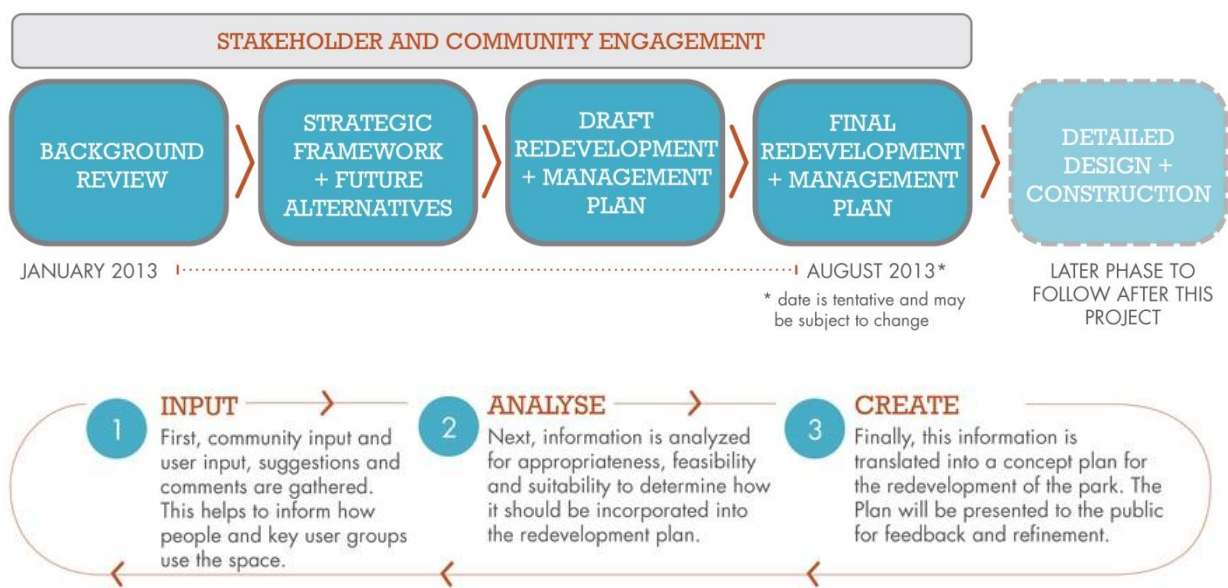 STAKEHOLDER AND COMMUNITY ENGAGEMENT
BACKGROUND
REVIEW
STRATEGIC
FRAMEWORK
+ FUTURE
ALTERNATIVES
DRAFT
REDEVELOPMENT
+ MANAGEMENT
PLAN
FINAL
REDEVELOPMENT
+ MANAGEMENT
PLAN
DETAILED
DESIGN +
CONSTRUCTION
JANUARY 2013
AUGUST 2013*
* date is tentative and may
be subject to change
LATER PHASE TO
FOLLOW AFTER THIS
PROJECT
1
INPUT
First, community input and
user input, suggestions and
comments are gathered.
This helps to inform how
people and key user groups
use the space.
2
ANALYSE
Next, information is analyzed
for appropriateness, feasibility
and suitability to determine how
it should be incorporated into
the redevelopment plan.
3
CREATE
Finally, this information is
translated into a concept plan for
the redevelopment of the park. The
Plan will be presented to the public
for feedback and refinement.